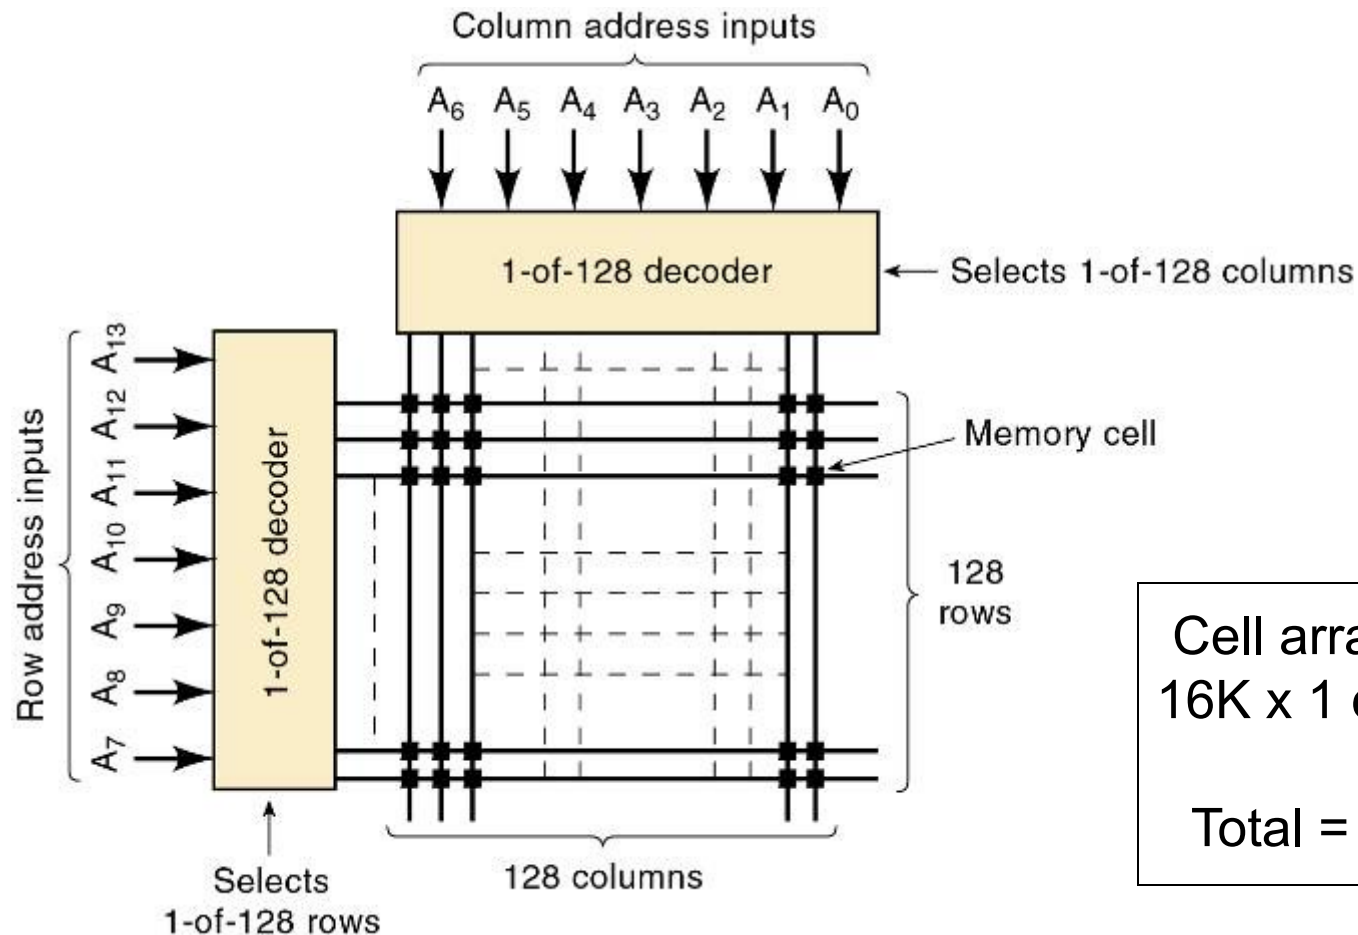 Column address inputs
A₆ A₅ A₄ A₃ A₂ A₁ A₀
1-of-128 decoder
Selects 1-of-128 columns
Row address inputs
A₁₃
A₁₂
A₁₁
A₁₀
A₉
A₈
A₇
1-of-128 decoder
Memory cell
128
rows
Selects
1-of-128 rows
128 columns
Cell
16K x 1
Total =